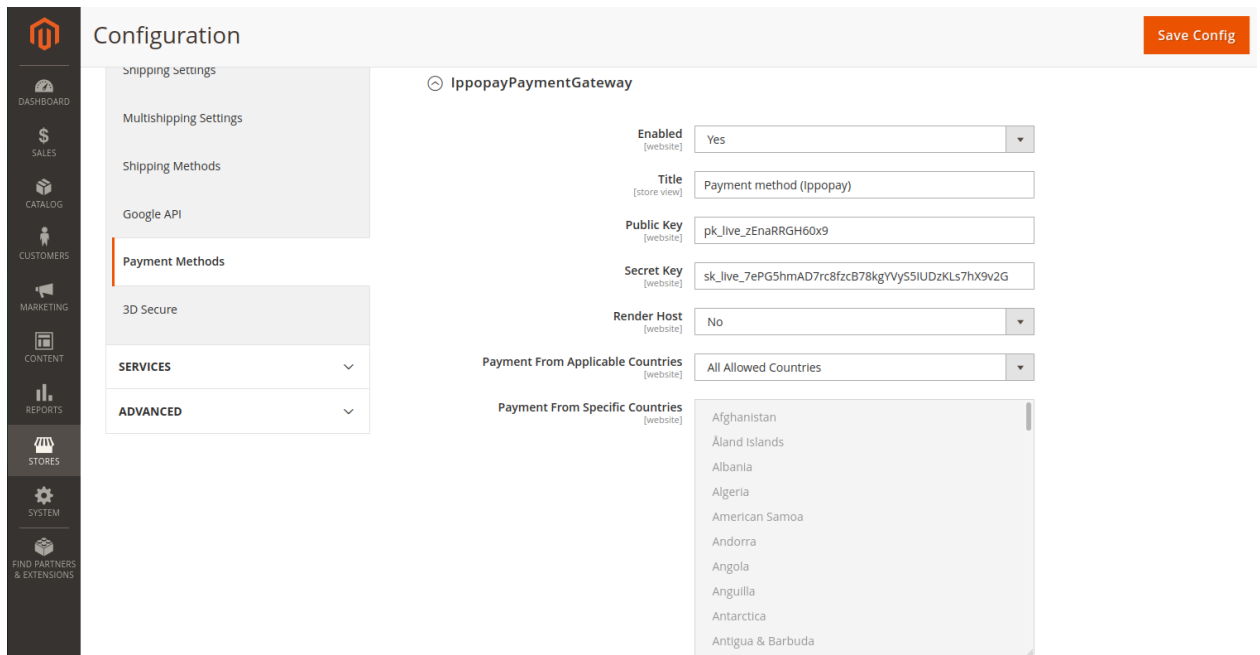 Configuration
Save Config
DASHBOARD
SALES
CATALOG
CUSTOMERS
MARKETING
CONTENT
REPORTS
STORES
SYSTEM
FIND PARTNERS
& EXTENSIONS
Shipping Settings
Multishipping Settings
Shipping Methods
Google API
Payment Methods
3D Secure
SERVICES
ADVANCED
IppopayPaymentGateway
Enabled
[website]
Yes
Title
[store view]
Payment method (Ippopay)
Public Key
[website]
pk_live_zEnaRRGH60x9
Secret Key
[website]
sk_live_7ePG5hmAD7rc8fzcB78kgYVyS5IUDzKLs7hX9v2G
Render Host
[website]
No
Payment From Applicable Countries
[website]
All Allowed Countries
Payment From Specific Countries
[website]
Afghanistan
Åland Islands
Albania
Algeria
American Samoa
Andorra
Angola
Anguilla
Antarctica
Antigua & Barbuda